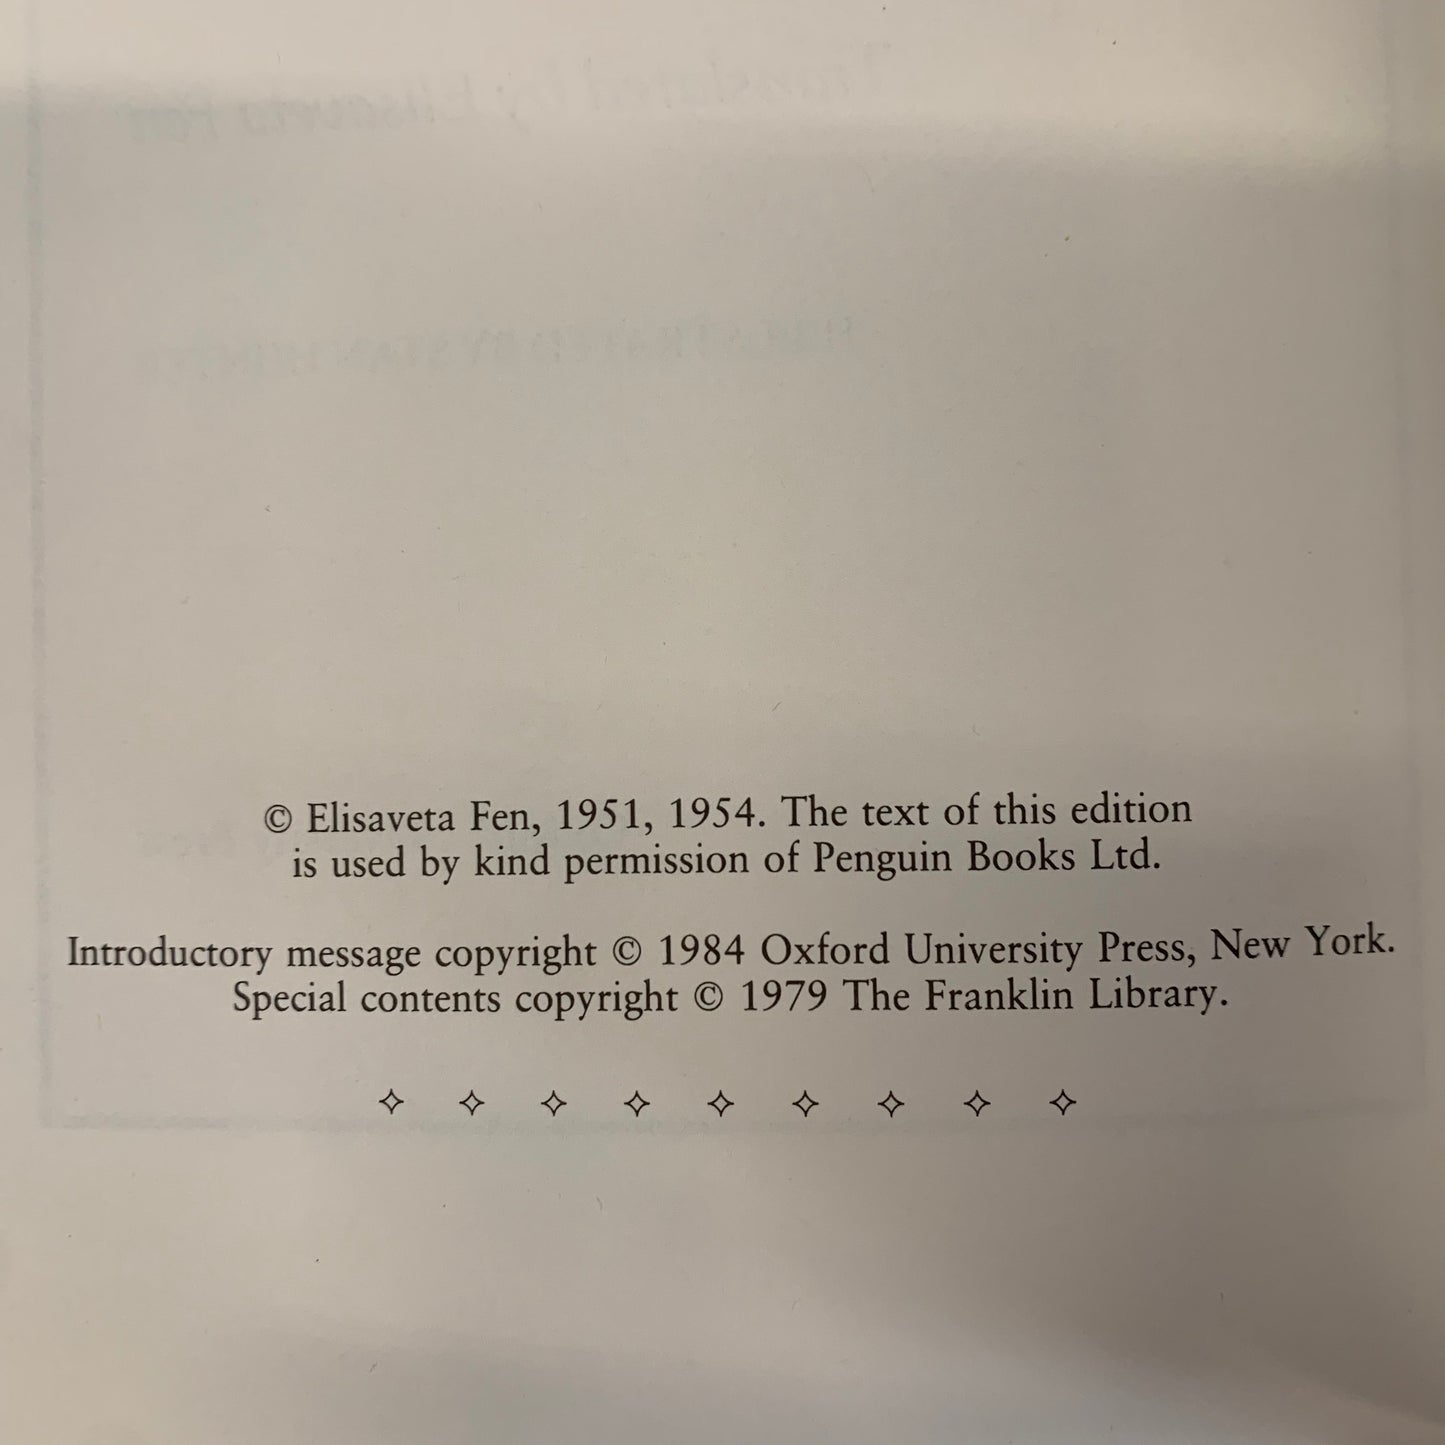 © Elisaveta Fen, 1951, 1954. The text of this edition
is used by kind permission of Penguin Books Ltd.
Introductory message copyright © 1984 Oxford University Press, New York.
Special contents copyright © 1979 The Franklin Library.